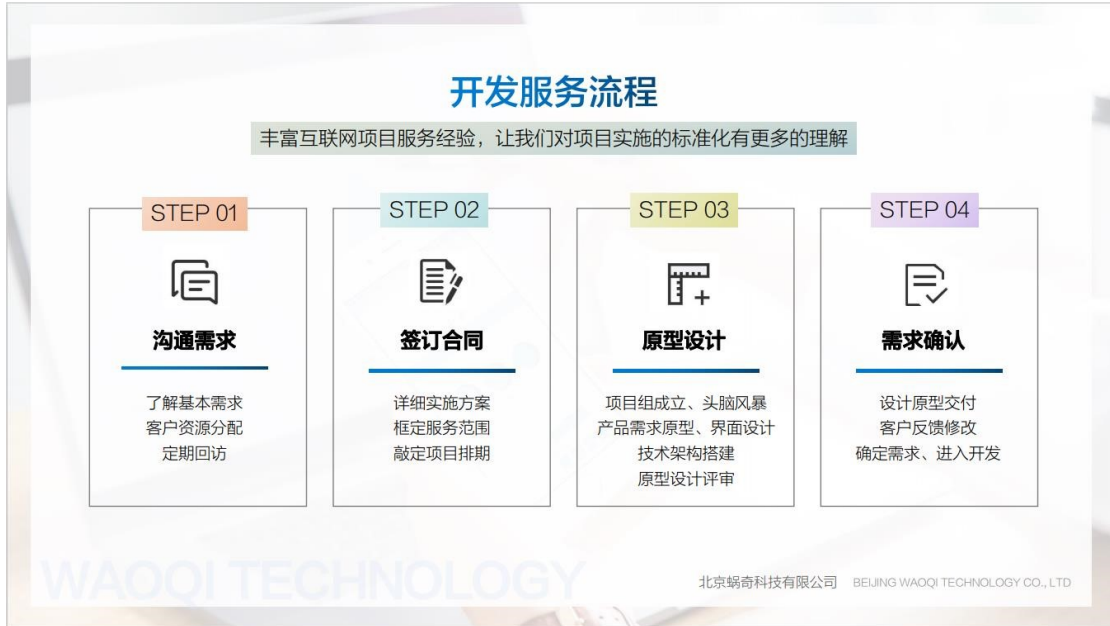 开发服务流程
丰富互联网项目服务经验，让我们对项目实施的标准化有更多的理解
STEP 01
沟通需求
了解基本需求
客户资源分配
定期回访
STEP 02
签订合同
详细实施方案
框定服务范围
敲定项目排期
STEP 03
原型设计
项目组成立、头脑风暴
产品需求原型、界面设计
技术架构搭建
原型设计评审
STEP 04
需求确认
设计原型交付
客户反馈修改
确定需求、进入开发
WAOQI TECHNOLOGY
北京蜗奇科技有限公司 BEIJING WAOQI TECHNOLOGY CO., LTD